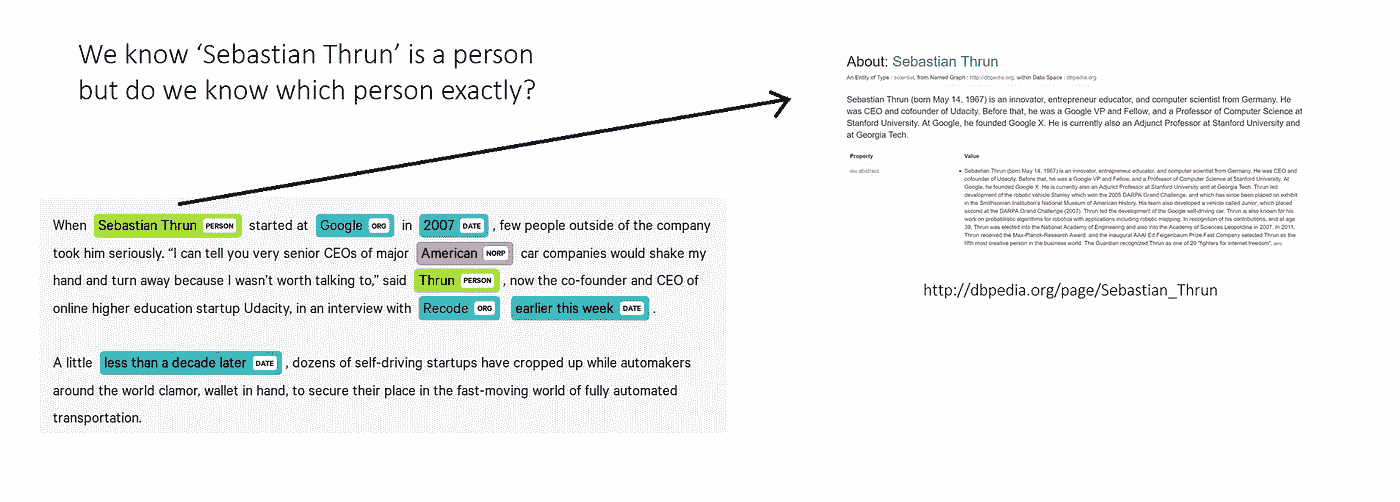 We know ‘Sebastian Thrun’ is a person
but do we know which person exactly?
When Sebastian Thrun PERSON started at Google ORG in 2007 DATE , few people outside of the company
took him seriously. “I can tell you very senior CEOs of major American NORP car companies would shake my
hand and turn away because I wasn’t worth talking to,” said Thrun PERSON , now the co-founder and CEO of
online higher education startup Udacity, in an interview with Recode ORG earlier this week DATE .
A little less than a decade later DATE , dozens of self-driving startups have cropped up while automakers
around the world clamor, wallet in hand, to secure their place in the fast-moving world of fully automated
transportation.
About: Sebastian Thrun
An Entity of Type : scientist, from Named Graph : http://dbpedia.org, within Data Space : dbpedia.org
Sebastian Thrun (born May 14, 1967) is an innovator, entrepreneur educator, and computer scientist from Germany. He
was CEO and cofounder of Udacity. Before that, he was a Google VP and Fellow, and a Professor of Computer Science at
Stanford University. At Google, he founded Google X. He is currently also an Adjunct Professor at Stanford University and
at Georgia Tech.
Property Value
dbo:abstract
• Sebastian Thrun (born May 14, 1967) is an innovator, entrepreneur educator, and computer scientist from Germany. He was CEO and
cofounder of Udacity. Before that, he was a Google VP and Fellow, and a Professor of Computer Science at Stanford University. At
Google, he founded Google X. He is currently also an Adjunct Professor at Stanford University and at Georgia Tech. Thrun led
development of the robotic vehicle Stanley which won the 2005 DARPA Grand Challenge, and which has since been placed on exhibit
in the Smithsonian Institution's National Museum of American History. His team also developed a vehicle called Junior, which placed
second at the DARPA Grand Challenge (2007). Thrun led the development of the Google self-driving car. Thrun is also known for his
work on probabilistic algorithms for robotics with applications including robotic mapping. In recognition of his contributions, and at age
39, Thrun was elected into the National Academy of Engineering and also into the Academy of Sciences Leopoldina in 2007. In 2011,
Thrun received the Max-Planck-Research Award, and the inaugural AAAI Ed Feigenbaum Prize.Fast Company selected Thrun as the
fifth most creative person in the business world. The Guardian recognized Thrun as one of 20 "fighters for internet freedom". (en)
http://dbpedia.org/page/Sebastian_Thrun